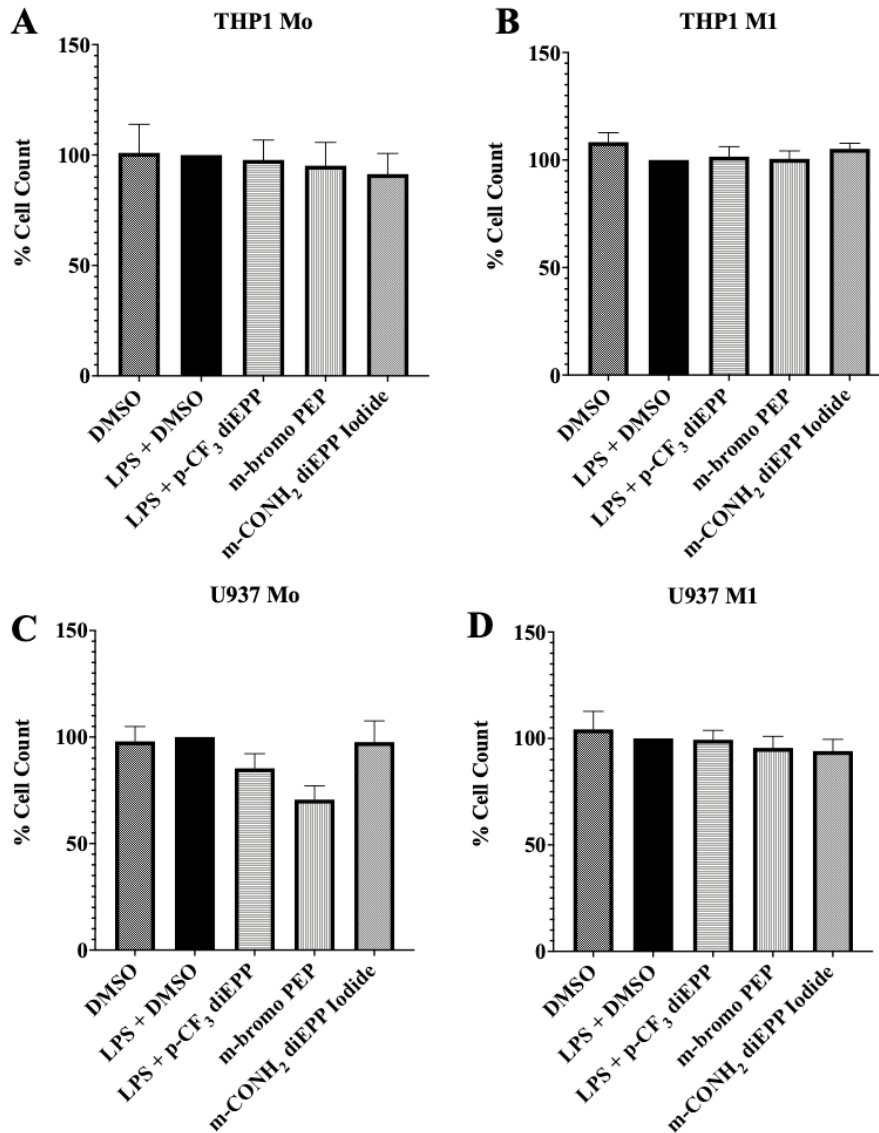 A
THP1 Mo
150
100
50
0
% Cell Count
DMSO
LPS + DMSO
LPS + p-CF₃ diEPP
m-bromo PEP
m-CONH₂ diEPP Iodide
B
THP1 M1
150
100
50
0
% Cell Count
DMSO
LPS + DMSO
LPS + p-CF₃ diEPP
m-bromo PEP
m-CONH₂ diEPP Iodide
C
U937 Mo
150
100
50
0
% Cell Count
DMSO
LPS + DMSO
LPS + p-CF₃ diEPP
m-bromo PEP
m-CONH₂ diEPP Iodide
D
U937 M1
150
100
50
0
% Cell Count
DMSO
LPS + DMSO
LPS + p-CF₃ diEPP
m-bromo PEP
m-CONH₂ diEPP Iodide